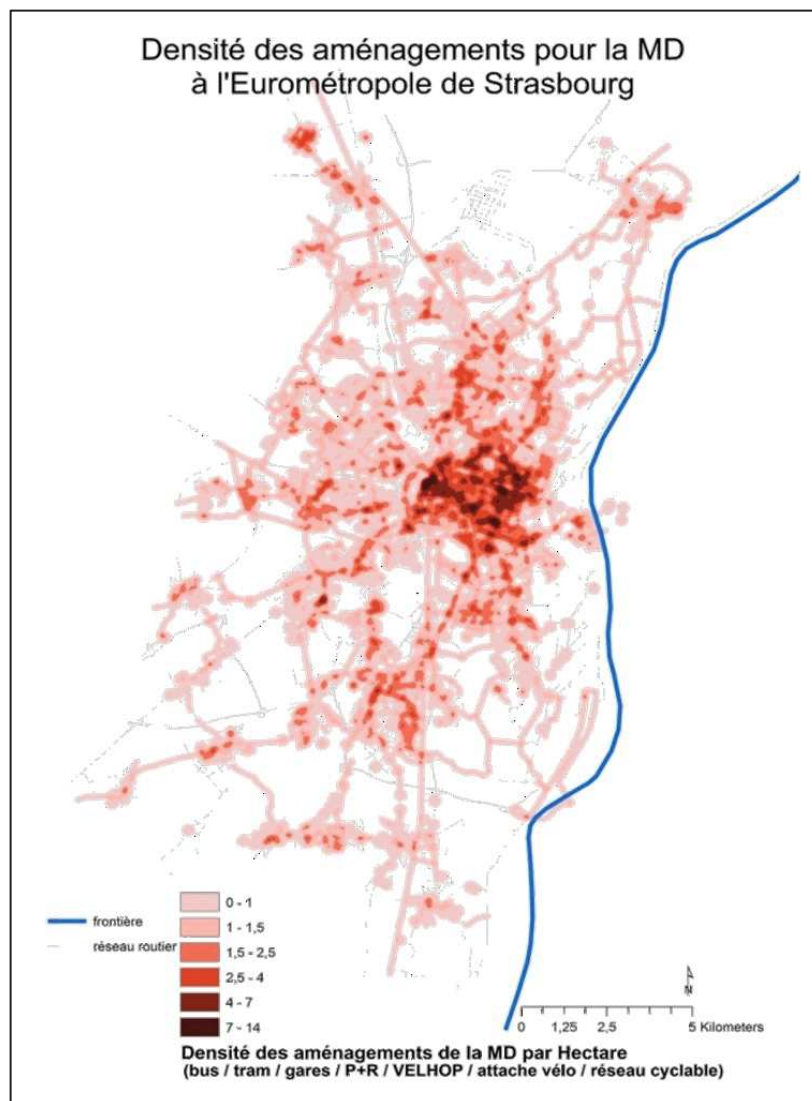 Densité des aménagements pour la MD
à l'Eurométropole de Strasbourg
frontière
réseau routier
0 - 1
1 - 1,5
1,5 - 2,5
2,5 - 4
4 - 7
7 - 14
N
0 1,25 2,5 5 Kilometers
Densité des aménagements de la MD par Hectare
(bus / tram / gares / P+R / VELHOP / attache vélo / réseau cyclable)